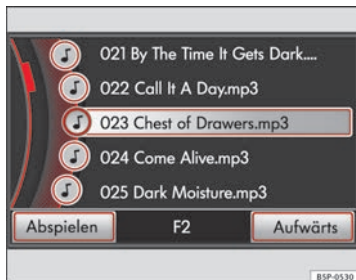 021 By The Time It Gets Dark....
022 Call It A Day.mp3
023 Chest of Drawers.mp3
024 Come Alive.mp3
025 Dark Moisture.mp3
Abspielen F2 Aufwärts
B5P-0530